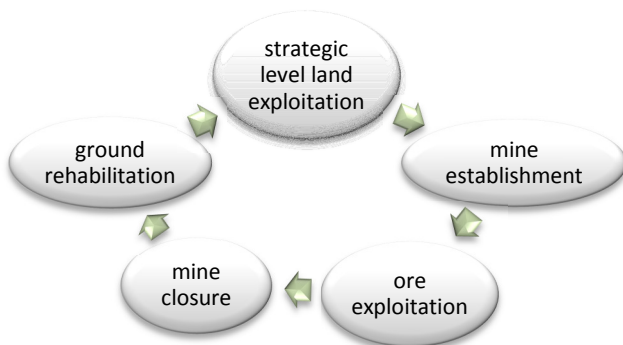 strategic
level land
exploitation
mine
establishment
ore
exploitation
mine
closure
ground
rehabilitation